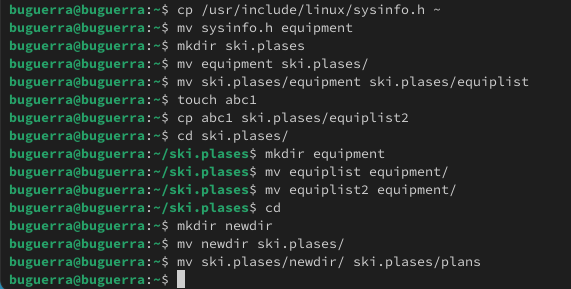 buguerra@buguerra:~$ cp /usr/include/linux/sysinfo.h ~
buguerra@buguerra:~$ mv sysinfo.h equipment
buguerra@buguerra:~$ mkdir ski.plases
buguerra@buguerra:~$ mv equipment ski.plases/
buguerra@buguerra:~$ mv ski.plases/equipment ski.plases/equiplist
buguerra@buguerra:~$ touch abc1
buguerra@buguerra:~$ cp abc1 ski.plases/equiplist2
buguerra@buguerra:~$ cd ski.plases/
buguerra@buguerra:~/ski.plases$ mkdir equipment
buguerra@buguerra:~/ski.plases$ mv equiplist equipment/
buguerra@buguerra:~/ski.plases$ mv equiplist2 equipment/
buguerra@buguerra:~/ski.plases$ cd
buguerra@buguerra:~$ mkdir newdir
buguerra@buguerra:~$ mv newdir ski.plases/
buguerra@buguerra:~$ mv ski.plases/newdir/ ski.plases/plans
buguerra@buguerra:~$